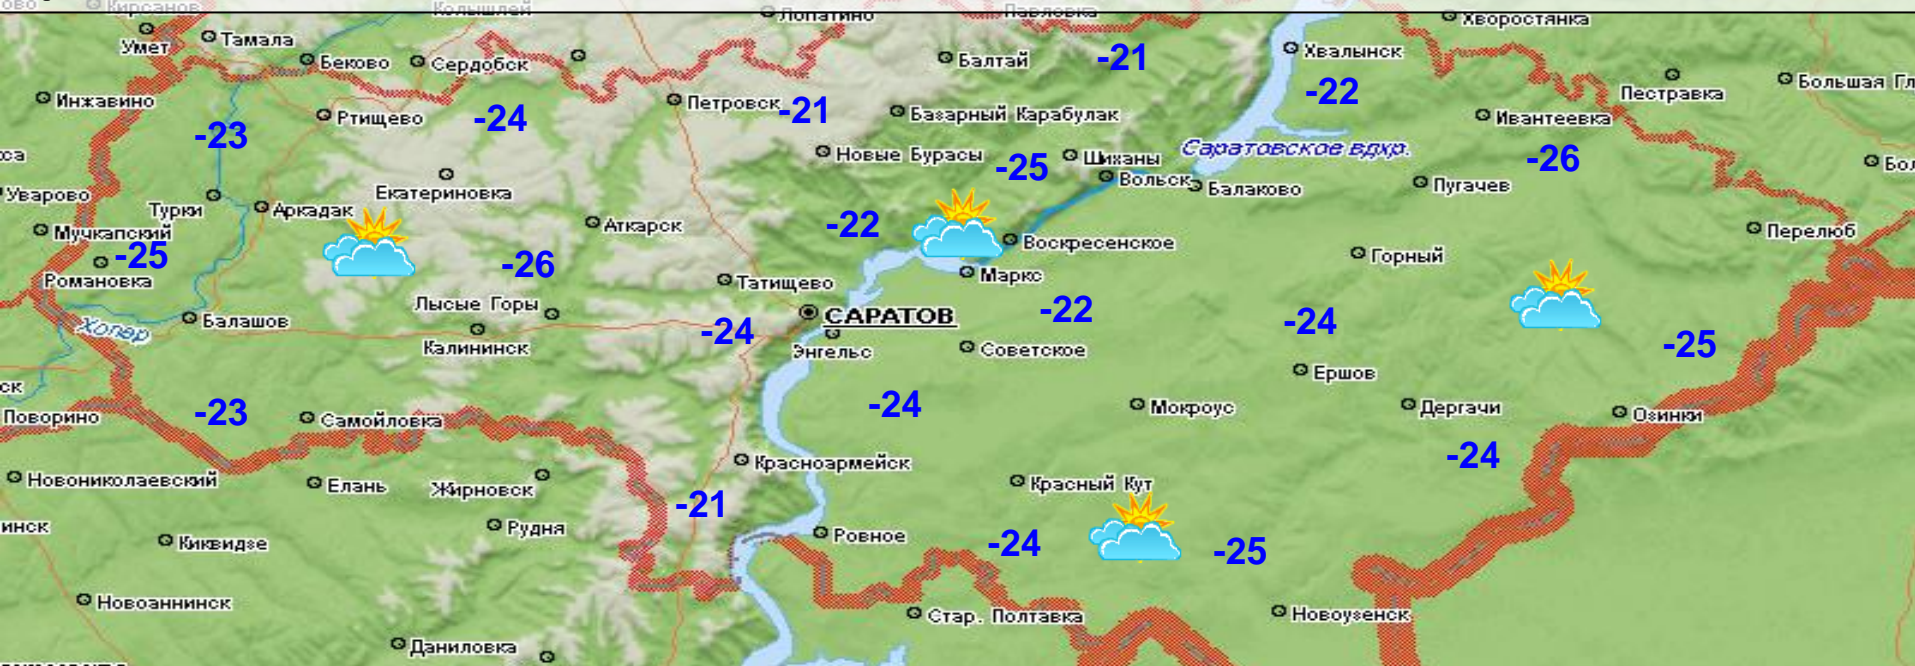 Кирсанов
Колышлей
Лопатино
Павловка
Хворостянка
Умет
Тамала
Беково
Сердобск
Балтай
-21
Хвалынск
Инжавино
Ртищево
-24
Петровск
-21
Базарный Карабулак
-22
Ивантеевка
Пестравка
-23
Новые Бурасы
-25
Шиханы
Саратовское вдхр.
-26
Уварово
Турки
Аркадак
Екатериновка
Вольск
Балаково
Пугачев
Мучкапский
-25
Аткарск
-22
Воскресенское
Горный
Перелюб
Романовка
-26
Татищево
Маркс
Лысые Горы
Хопер
Балашов
Калининск
-24
САРАТОВ
Энгельс
-22
Советское
-24
-25
Ершов
Поворино
-23
Самойловка
-24
Мокроус
Дергачи
Озинки
Красноармейск
-24
Новониколаевский
Елань
Жирновск
-21
Красный Кут
Рудня
Киквидзе
Ровное
-24
-25
Новоаннинск
Стар. Полтавка
Новоузенск
Даниловка